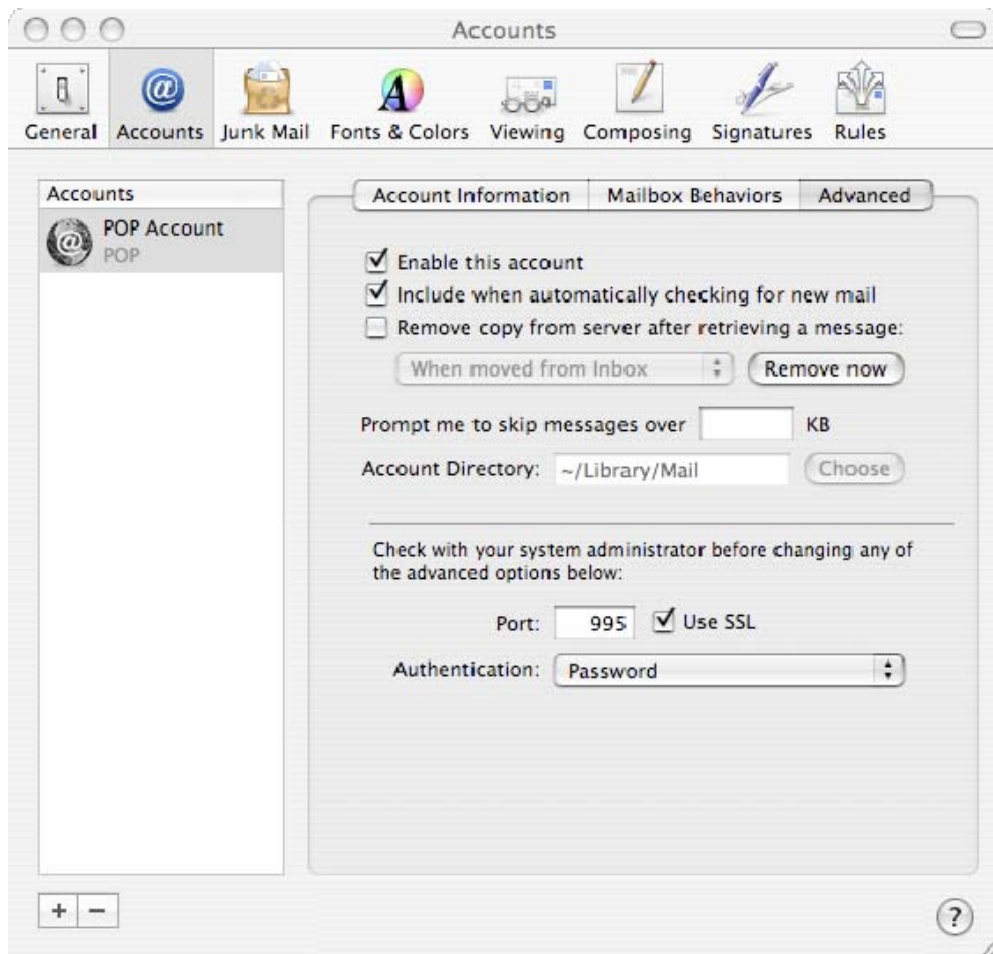 Accounts
General Accounts Junk Mail Fonts & Colors Viewing Composing Signatures Rules
Accounts
POP Account
POP
Account Information Mailbox Behaviors Advanced
Enable this account
Include when automatically checking for new mail
Remove copy from server after retrieving a message:
When moved from Inbox Remove now
Prompt me to skip messages over KB
Account Directory: ~/Library/Mail Choose
Check with your system administrator before changing any of
the advanced options below:
Port: 995 Use SSL
Authentication: Password
+ − ?